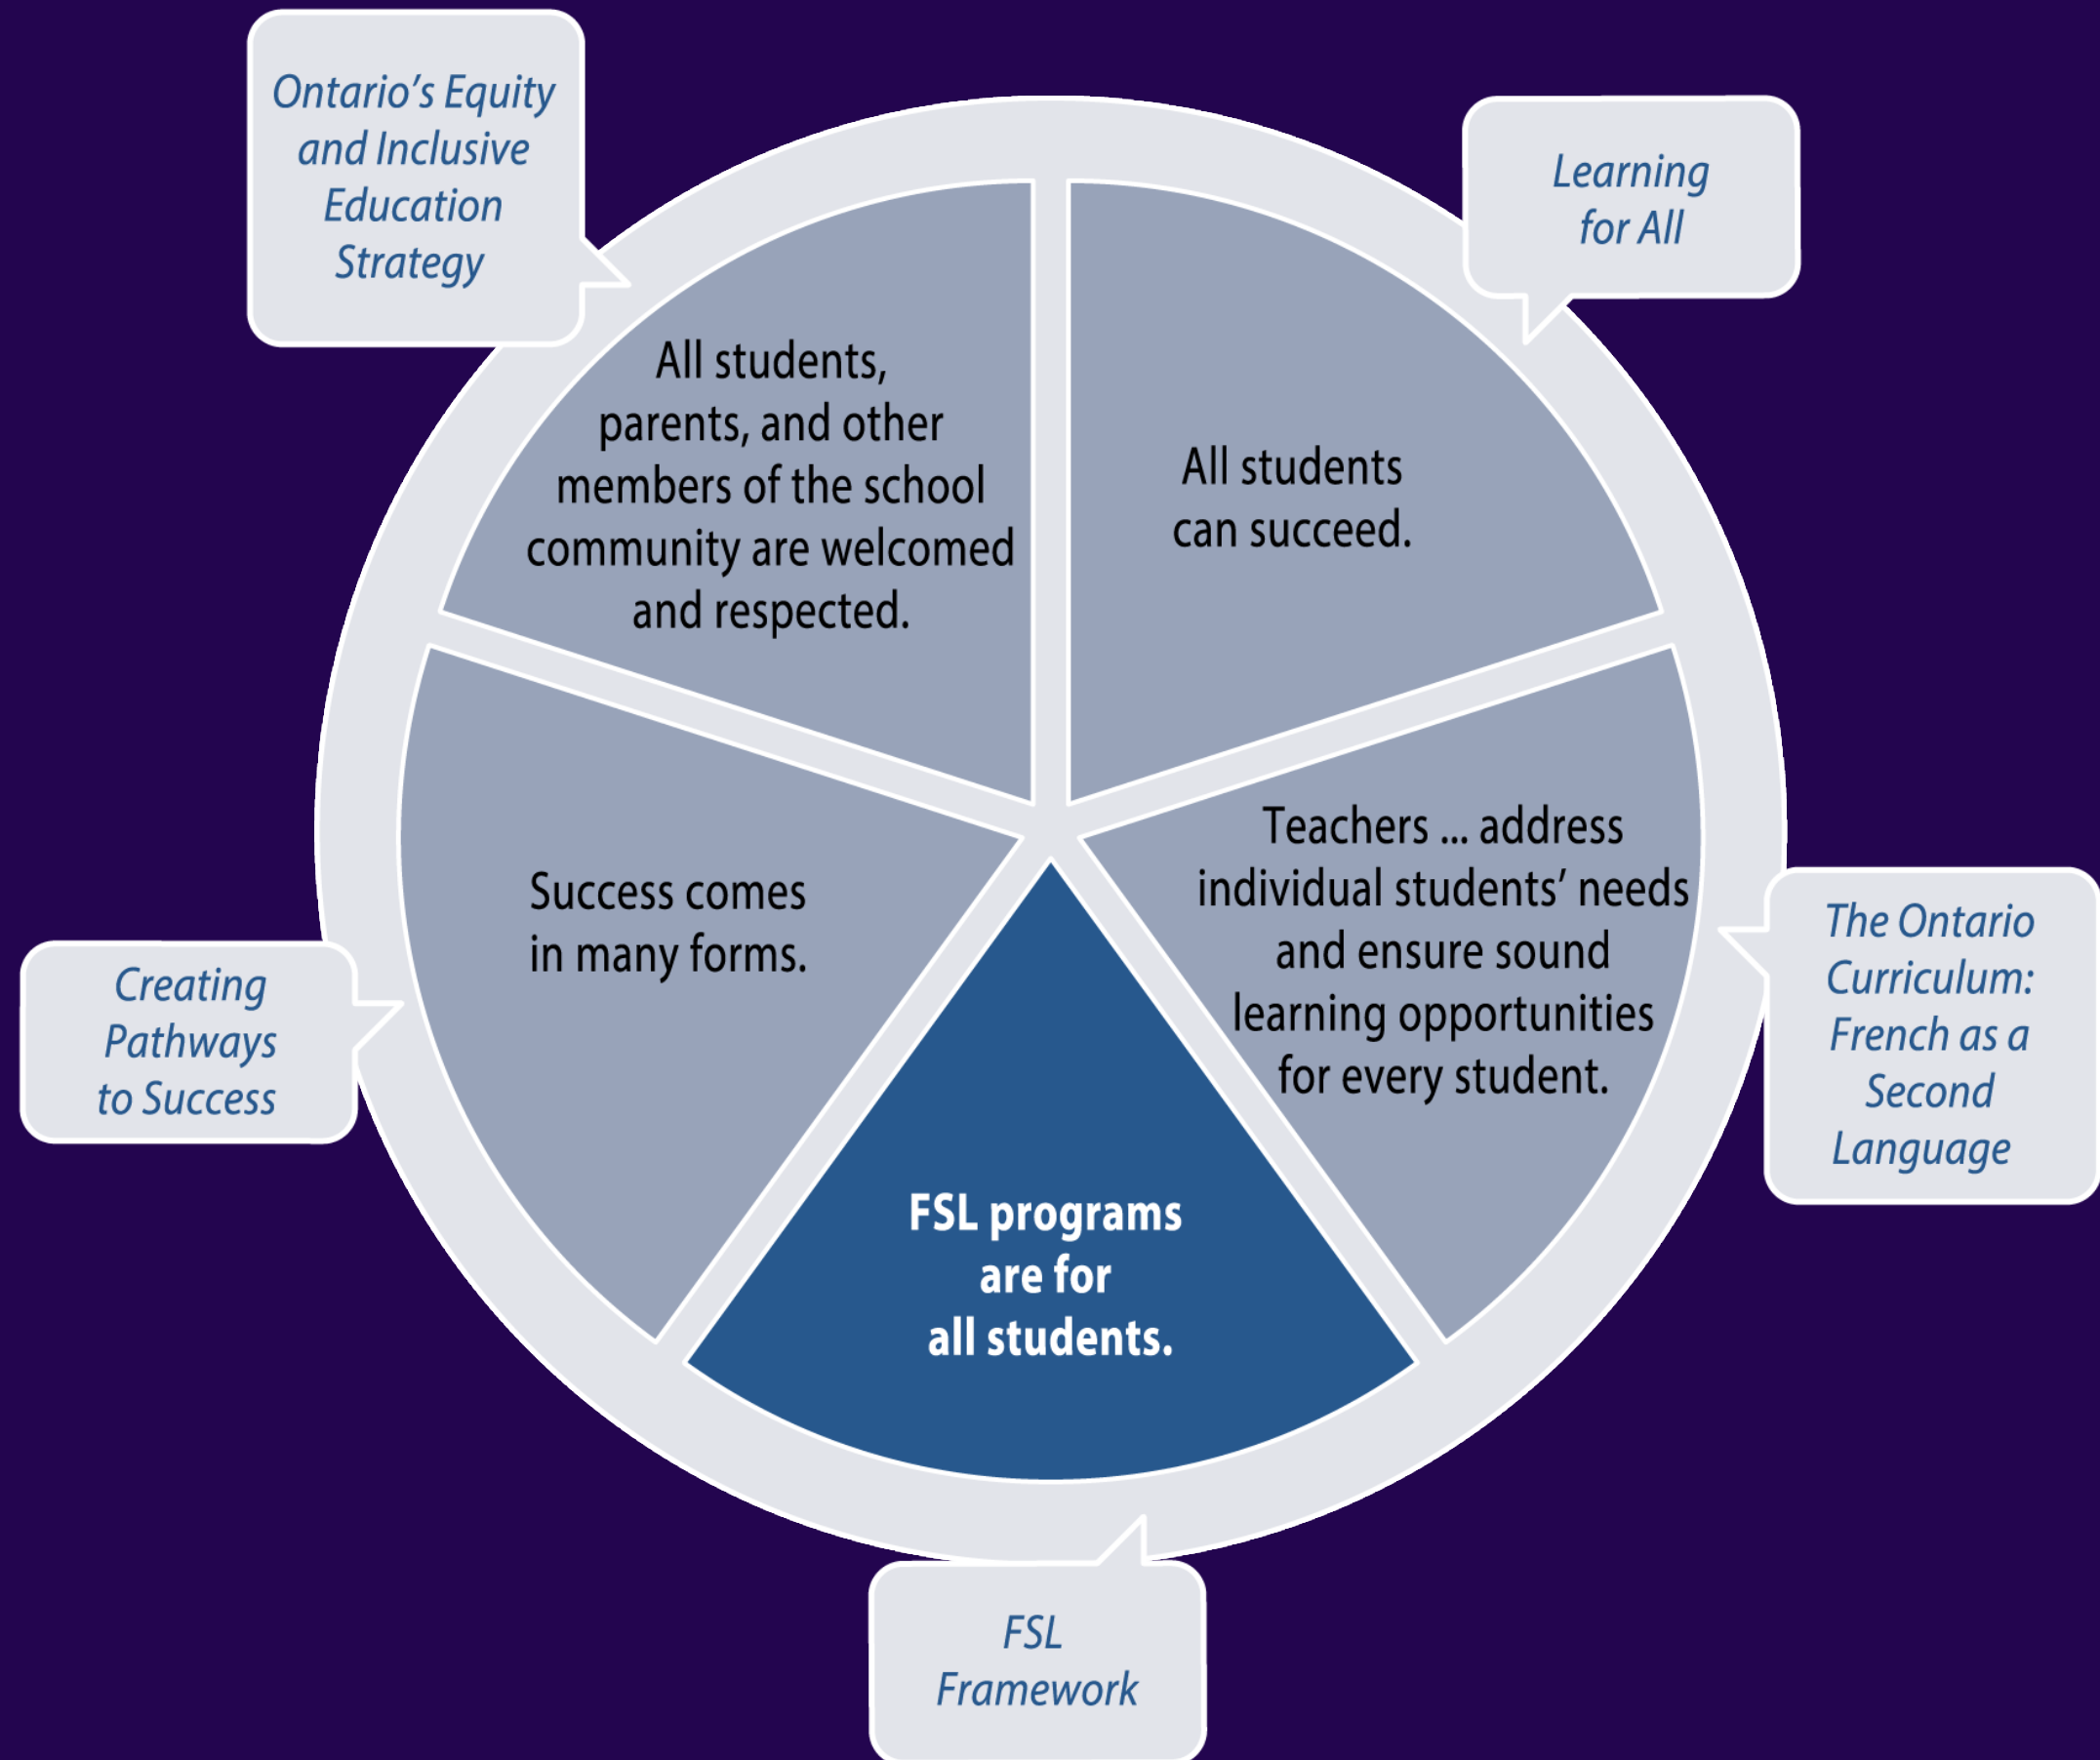 Ontario’s Equity
and Inclusive
Education
Strategy
Learning
for All
All students,
parents, and other
members of the school
community are welcomed
and respected.
All students
can succeed.
Success comes
in many forms.
Teachers ... address
individual students’ needs
and ensure sound
learning opportunities
for every student.
Creating
Pathways
to Success
The Ontario
Curriculum:
French as a
Second
Language
FSL programs
are for
all students.
FSL
Framework